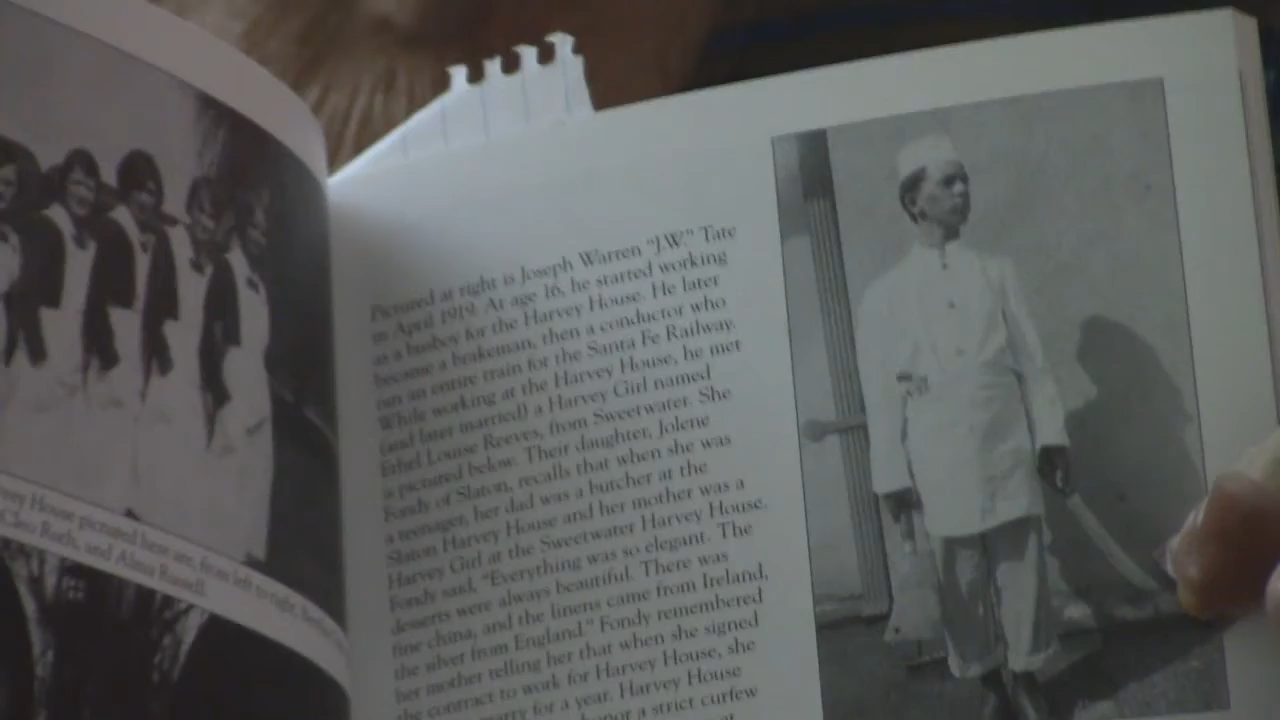 vey House pictured here are, from left to right,
Cleo Roth, and Alma Russell.
Pictured at right is Joseph Warren “J.W.” Tate
in April 1919. At age 16, he started working
as a busboy for the Harvey House. He later
became a brakeman, then a conductor who
ran an entire train for the Santa Fe Railway.
While working at the Harvey House, he met
(and later married) a Harvey Girl named
Ethel Louise Reeves, from Sweetwater. She
is pictured below. Their daughter, Jolene
Fondy of Slaton, recalls that when she was
a teenager, her dad was a butcher at the
Slaton Harvey House and her mother was a
Harvey Girl at the Sweetwater Harvey House.
Fondy said, “Everything was so elegant. The
desserts were always beautiful. There was
fine china, and the linens came from Ireland,
the silver from England.” Fondy remembered
her mother telling her that when she signed
the contract to work for Harvey House, she
marry for a year. Harvey House
honor a strict curfew